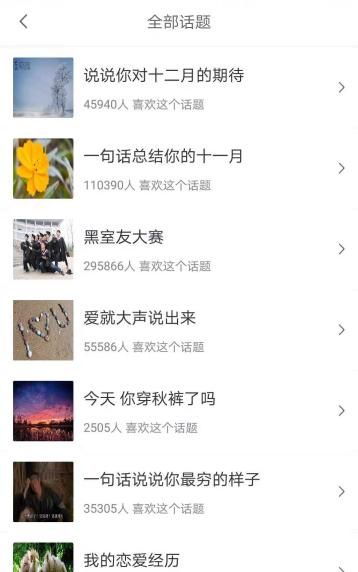 全部话题
说说你对十二月的期待
45940人 喜欢这个话题
一句话总结你的十一月
110390人 喜欢这个话题
黑室友大赛
295866人 喜欢这个话题
爱就大声说出来
55586人 喜欢这个话题
今天 你穿秋裤了吗
2505人 喜欢这个话题
一句话说说你最穷的样子
35305人 喜欢这个话题
我的恋爱经历